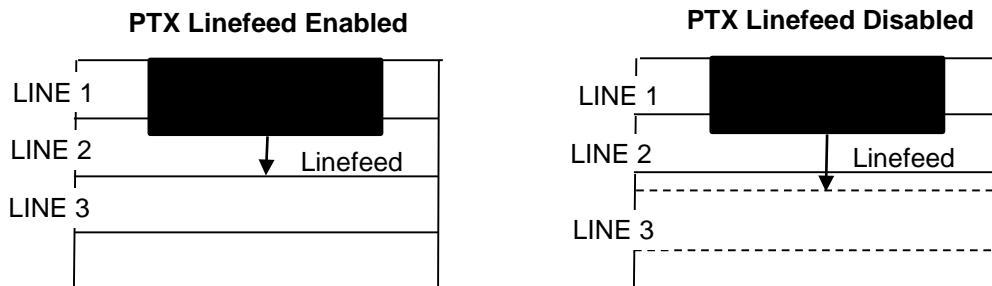 PTX Linefeed Enabled
LINE 1
LINE 2
Linefeed
LINE 3
PTX Linefeed Disabled
LINE 1
LINE 2
Linefeed
LINE 3